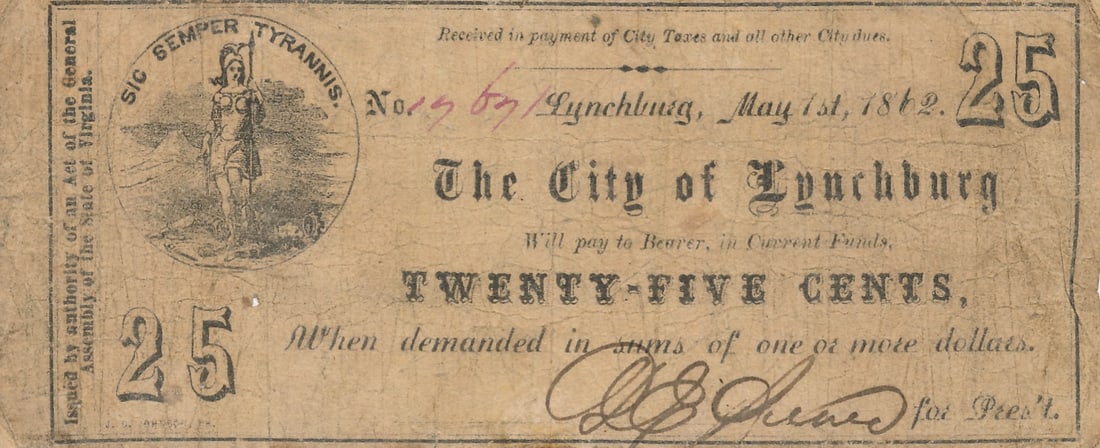 Issued by authority of an Act of the General
Assembly of the State of Virginia.
SIC SEMPER TYRANNIS.
Received in payment of City Taxes and all other City dues.
No Lynchburg, May 1st, 1862.
25
The City of Lynchburg
Will pay to Bearer, in Current Funds,
TWENTY-FIVE CENTS,
25
When demanded in sums of one or more dollars.
for Pres't.